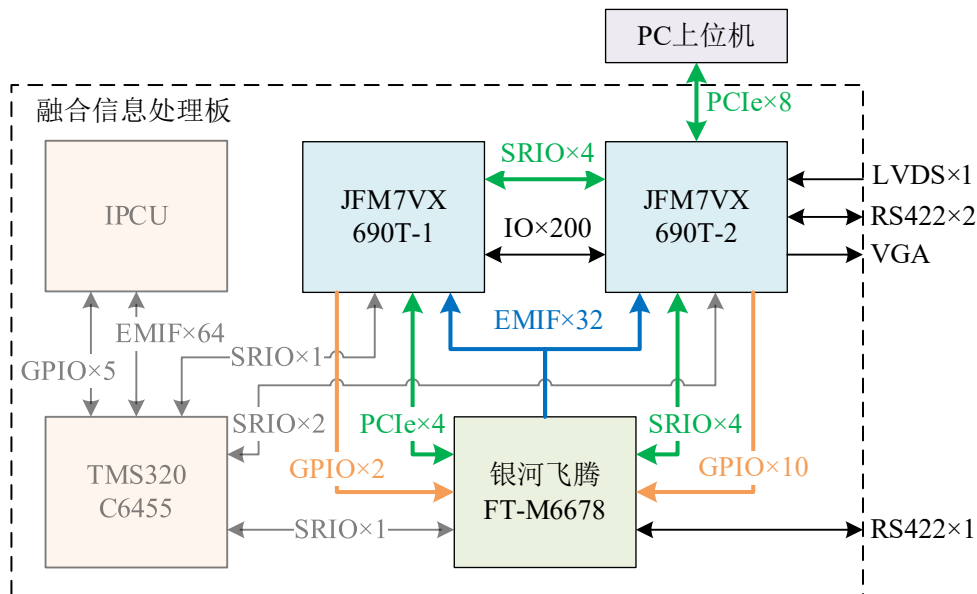 PC上位机
PCIe×8
融合信息处理板
SRIO×4
IPCU
JFM7VX
690T-1
JFM7VX
690T-2
LVDS×1
RS422×2
VGA
IO×200
EMIF×64
EMIF×32
SRIO×1
GPIO×5
SRIO×2
PCIe×4
SRIO×4
GPIO×2
GPIO×10
TMS320
C6455
银河飞腾
FT-M6678
SRIO×1
RS422×1